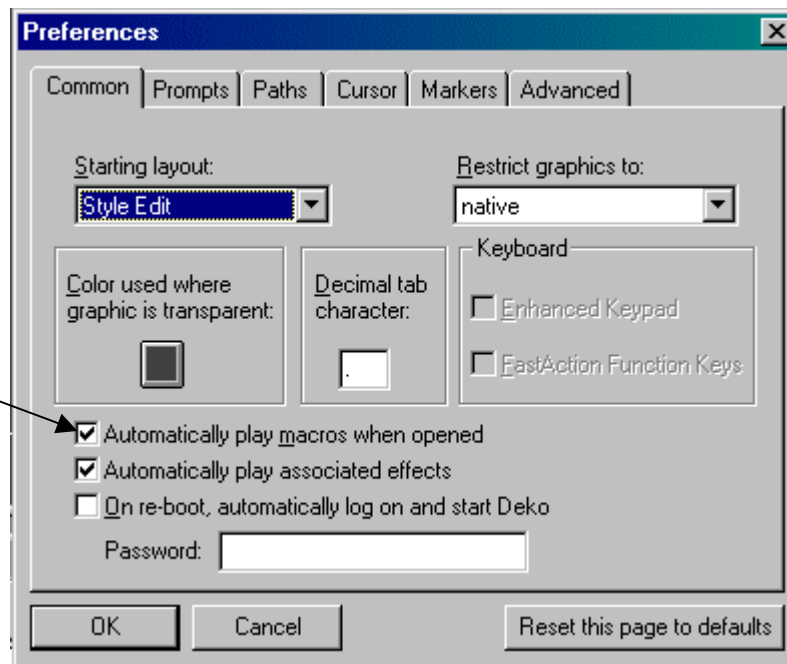 Preferences
Common Prompts Paths Cursor Markers Advanced
Starting layout: Restrict graphics to:
Style Edit native
Keyboard
Color used where
graphic is transparent:
Decimal tab
character:
.
Enhanced Keypad
FastAction Function Keys
Automatically play macros when opened
Automatically play associated effects
On re-boot, automatically log on and start Deko
Password:
OK Cancel Reset this page to defaults